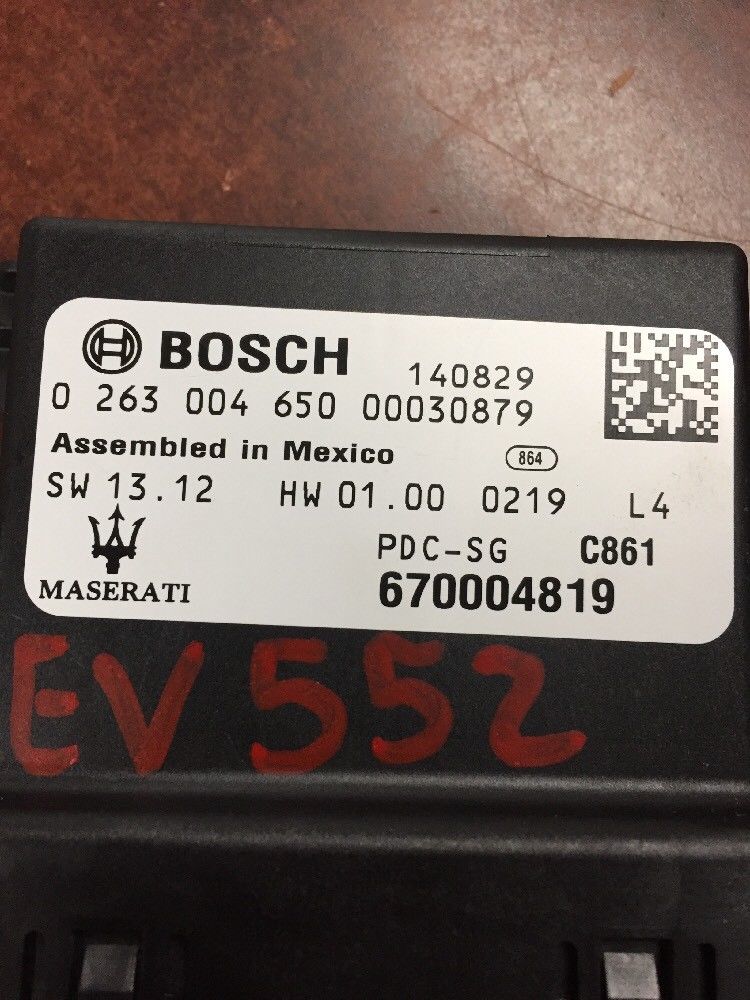 BOSCH 140829
0 263 004 650 00030879
Assembled in Mexico 864
SW 13.12 HW 01.00 0219 L4
PDC-SG C861
MASERATI 670004819
EV552